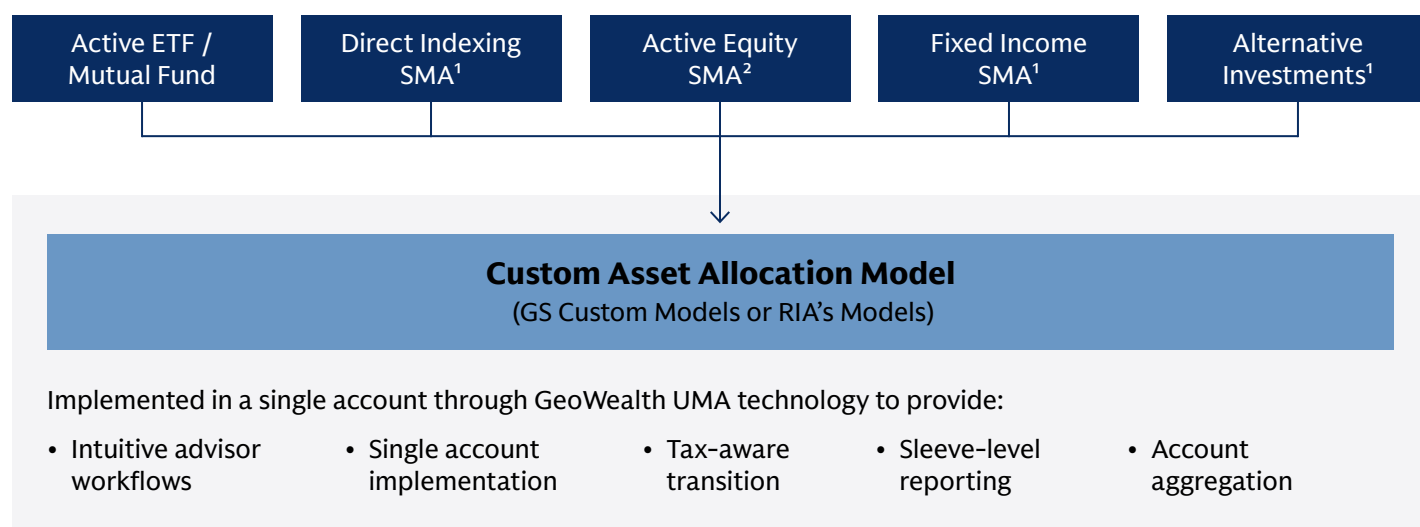 Active ETF /
Mutual Fund
Direct Indexing
SMA¹
Active Equity
SMA²
Fixed Income
SMA¹
Alternative
Investments¹
Custom Asset Allocation Model
(GS Custom Models or RIA's Models)
Implemented in a single account through GeoWealth UMA technology to provide:
• Intuitive advisor
workflows
• Single account
implementation
• Tax-aware
transition
• Sleeve-level
reporting
• Account
aggregation